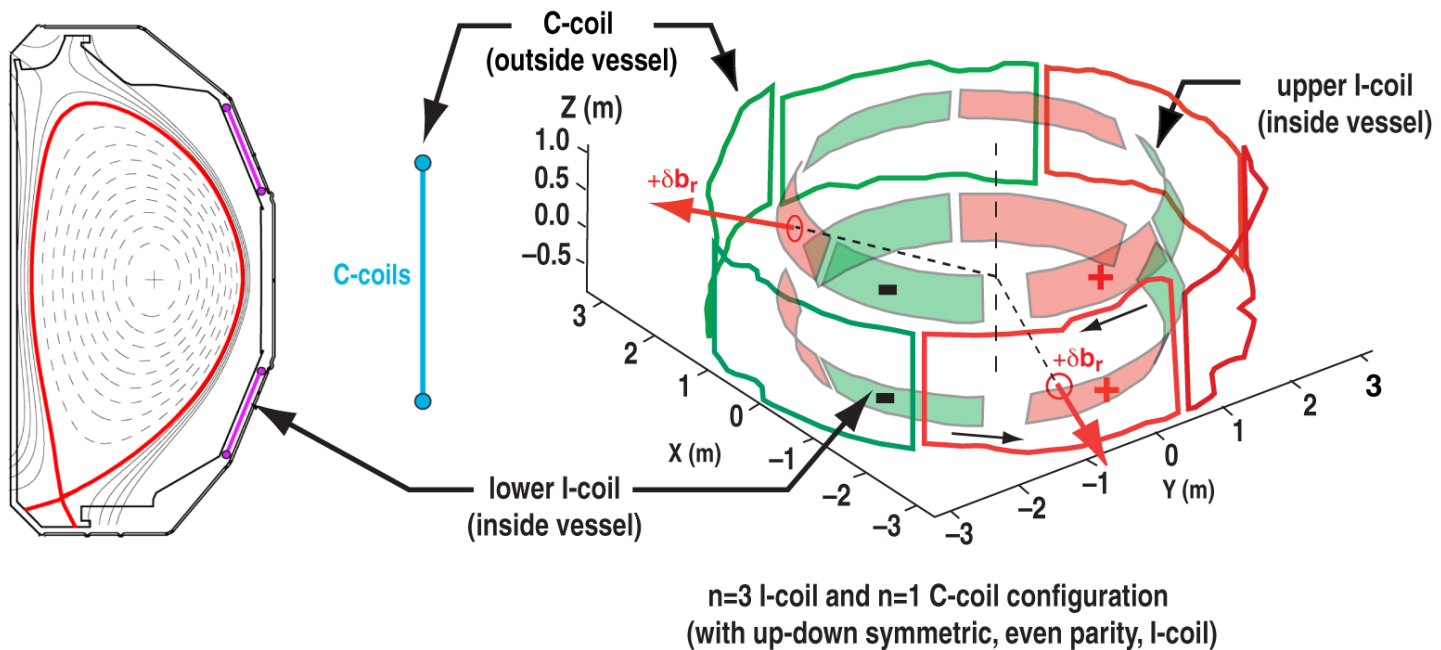 C-coil
(outside vessel)
upper I-coil
(inside vessel)
Z (m)
1.0
0.5
0.0
−0.5
+δbr
C-coils
+
-
+δbr
+
-
3
2
1
0
−1
−2
−3
X (m)
3
2
1
0
−1
−2
−3
Y (m)
lower I-coil
(inside vessel)
n=3 I-coil and n=1 C-coil configuration
(with up-down symmetric, even parity, I-coil)